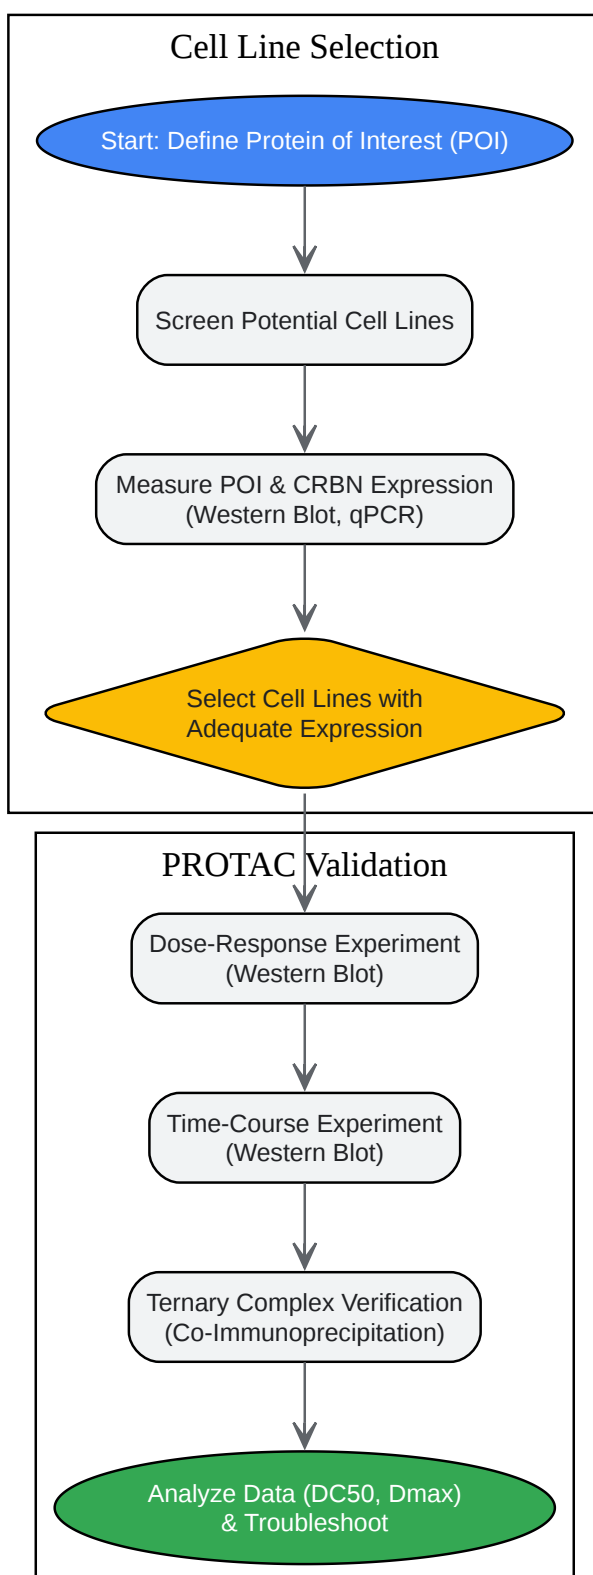 Cell Line Selection
Start: Define Protein of Interest (POI)
Screen Potential Cell Lines
Measure POI & CRBN Expression
(Western Blot, qPCR)
Select Cell Lines with
Adequate Expression
PROTAC Validation
Dose-Response Experiment
(Western Blot)
Time-Course Experiment
(Western Blot)
Ternary Complex Verification
(Co-Immunoprecipitation)
Analyze Data (DC50, Dmax)
& Troubleshoot